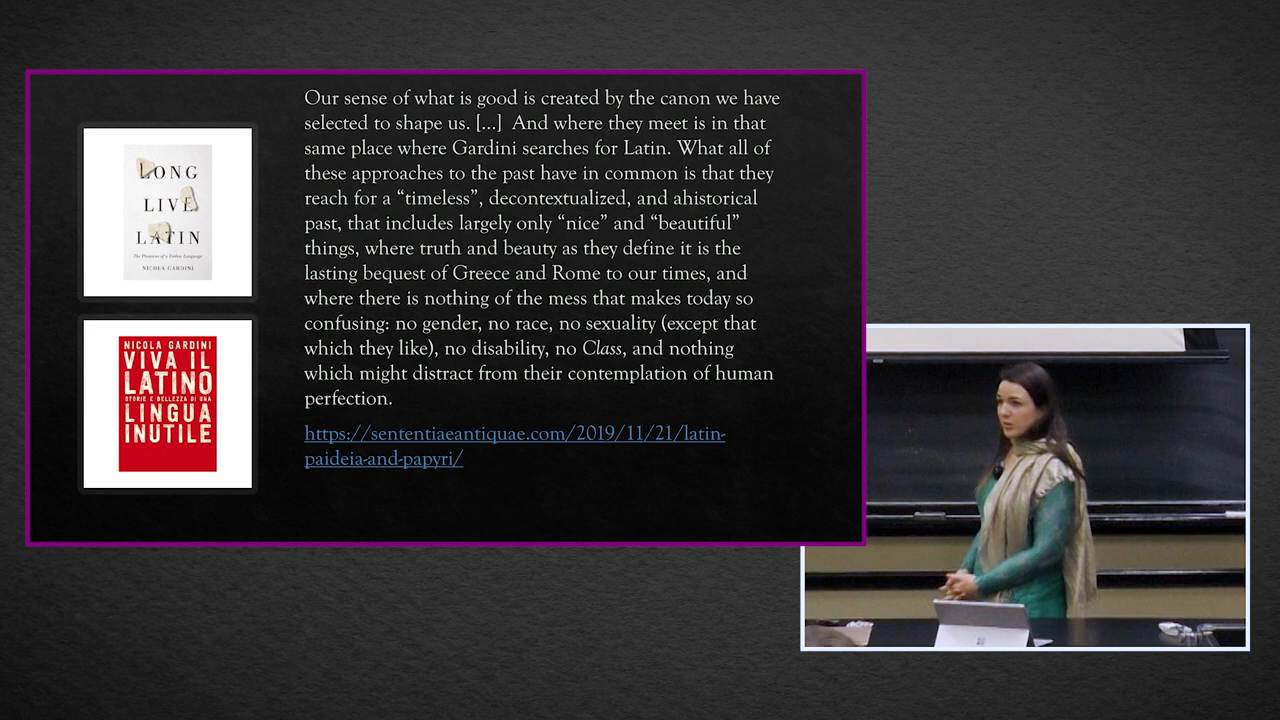 LONG
LIVE
LATIN
The Pleasures of a Useless Language
NICOLA GARDINI
NICOLA GARDINI
VIVA IL
LATINO
STORIE E BELLEZZA DI UNA
LINGUA
INUTILE
Our sense of what is good is created by the canon we have
selected to shape us. [...]  And where they meet is in that
same place where Gardini searches for Latin. What all of
these approaches to the past have in common is that they
reach for a “timeless”, decontextualized, and ahistorical
past, that includes largely only “nice” and “beautiful”
things, where truth and beauty as they define it is the
lasting bequest of Greece and Rome to our times, and
where there is nothing of the mess that makes today so
confusing: no gender, no race, no sexuality (except that
which they like), no disability, no Class, and nothing
which might distract from their contemplation of human
perfection.
https://sententiaeantiquae.com/2019/11/21/latin-
paideia-and-papyri/